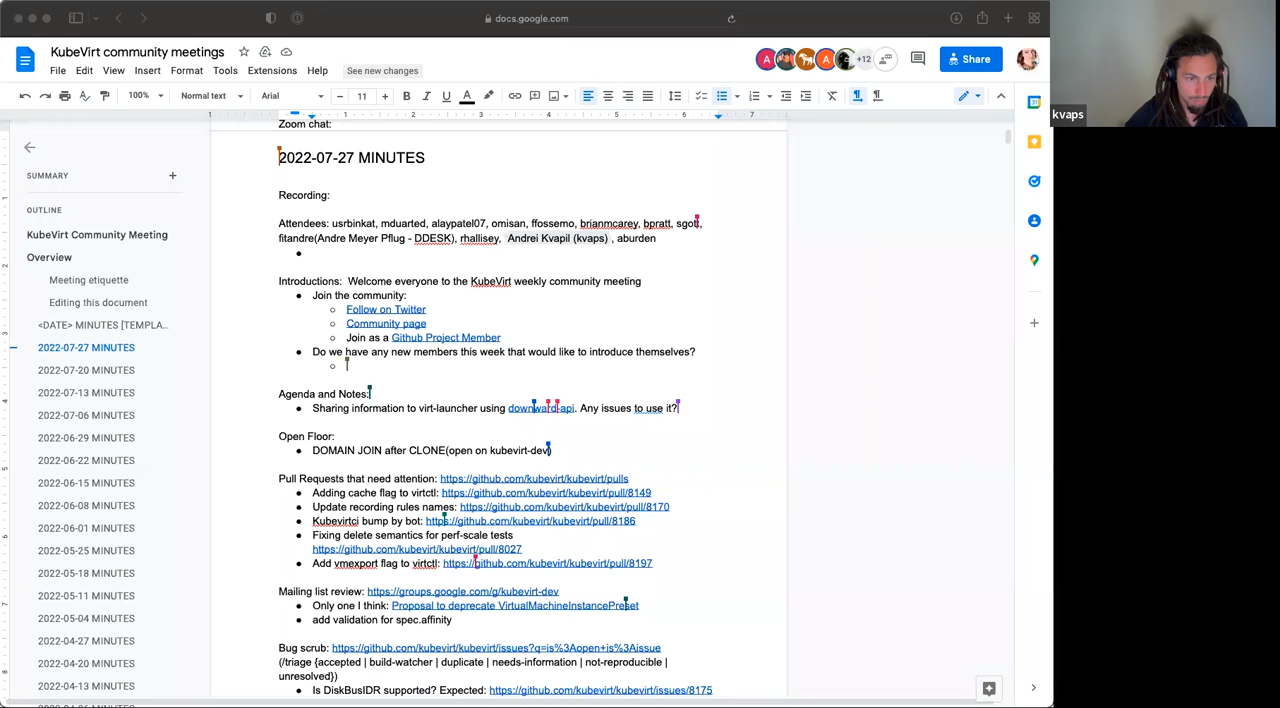 docs.google.com
KubeVirt community meetings
File Edit View Insert Format Tools Extensions Help See new changes
A A +12 Share
100% Normal text Arial 11
kvaps
1 1 2 3 4 5 6 7
SUMMARY
OUTLINE
KubeVirt Community Meeting
Overview
Meeting etiquette
Editing this document
<DATE> MINUTES [TEMPLA...
2022-07-27 MINUTES
2022-07-20 MINUTES
2022-07-13 MINUTES
2022-07-06 MINUTES
2022-06-29 MINUTES
2022-06-22 MINUTES
2022-06-15 MINUTES
2022-06-08 MINUTES
2022-06-01 MINUTES
2022-05-25 MINUTES
2022-05-18 MINUTES
2022-05-11 MINUTES
2022-05-04 MINUTES
2022-04-27 MINUTES
2022-04-20 MINUTES
2022-04-13 MINUTES
Zoom chat:
2022-07-27 MINUTES
Recording:
Attendees: usrbinkat, mduarted, alaypatel07, omisan, ffossemo, brianmcarey, bpratt, sgott,
fitandre(Andre Meyer Pflug - DDESK), rhallisey, Andrei Kvapil (kvaps) , aburden
Introductions: Welcome everyone to the KubeVirt weekly community meeting
Join the community:
Follow on Twitter
Community page
Join as a Github Project Member
Do we have any new members this week that would like to introduce themselves?
Agenda and Notes:
Sharing information to virt-launcher using downward-api. Any issues to use it?
Open Floor:
DOMAIN JOIN after CLONE(open on kubevirt-dev)
Pull Requests that need attention: https://github.com/kubevirt/kubevirt/pulls
Adding cache flag to virtctl: https://github.com/kubevirt/kubevirt/pull/8149
Update recording rules names: https://github.com/kubevirt/kubevirt/pull/8170
Kubevirtci bump by bot: https://github.com/kubevirt/kubevirt/pull/8186
Fixing delete semantics for perf-scale tests
https://github.com/kubevirt/kubevirt/pull/8027
Add vmexport flag to virtctl: https://github.com/kubevirt/kubevirt/pull/8197
Mailing list review: https://groups.google.com/g/kubevirt-dev
Only one I think: Proposal to deprecate VirtualMachineInstancePreset
add validation for spec.affinity
Bug scrub: https://github.com/kubevirt/kubevirt/issues?q=is%3Aopen+is%3Aissue
(/triage {accepted | build-watcher | duplicate | needs-information | not-reproducible |
unresolved})
Is DiskBusIDR supported? Expected: https://github.com/kubevirt/kubevirt/issues/8175